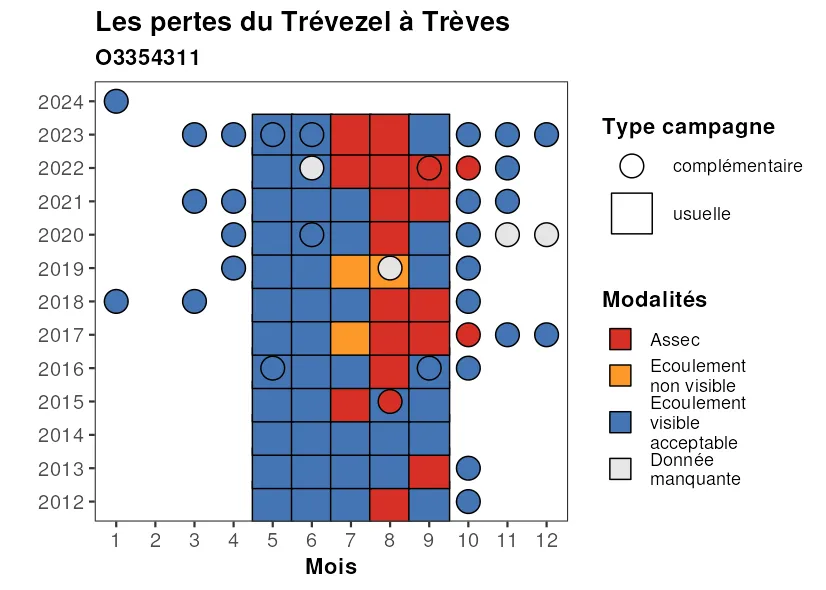 Les pertes du Trévezel à Trèves
O3354311
2024
2023
2022
2021
2020
2019
2018
2017
2016
2015
2014
2013
2012
1 2 3 4 5 6 7 8 9 10 11 12
Mois
Type campagne
complémentaire
usuelle
Modalités
Assec
Ecoulement
non visible
Ecoulement
visible
acceptable
Donnée
manquante